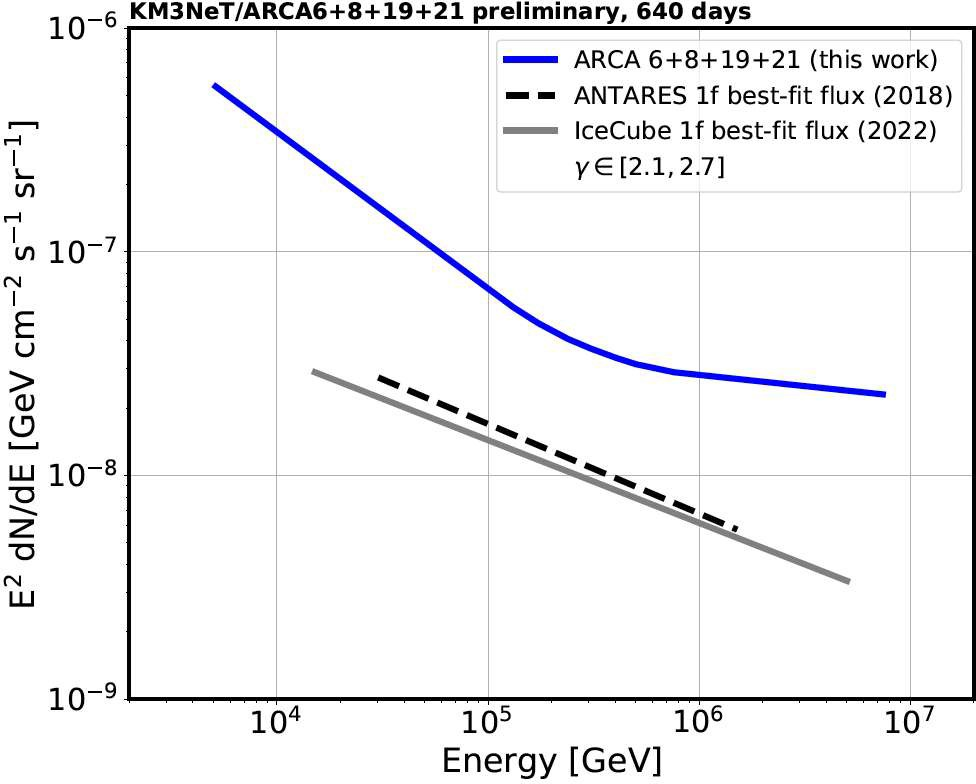 KM3NeT/ARCA6+8+19+21 preliminary, 640 days
ARCA 6+8+19+21 (this work)
ANTARES 1f best-fit flux (2018)
IceCube 1f best-fit flux (2022)
γ ∈ [2.1, 2.7]
E² dN/dE [GeV cm⁻² s⁻¹ sr⁻¹]
10⁻⁶
10⁻⁷
10⁻⁸
10⁻⁹
10⁴ 10⁵ 10⁶ 10⁷
Energy [GeV]